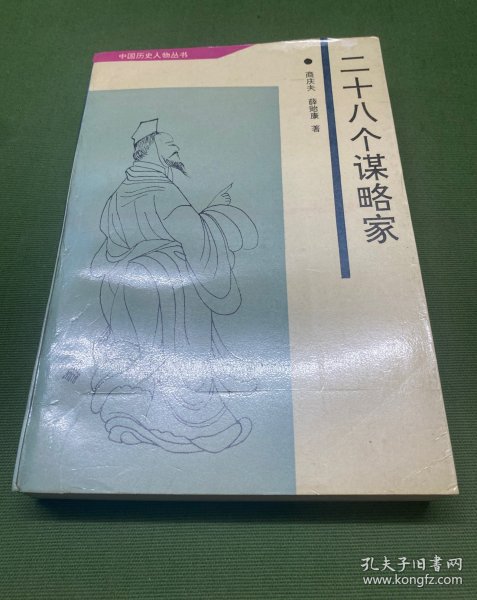 中国历史人物丛书
二十八个谋略家
商庆夫 薛贻康 著
孔夫子旧书网
www.kongfz.com